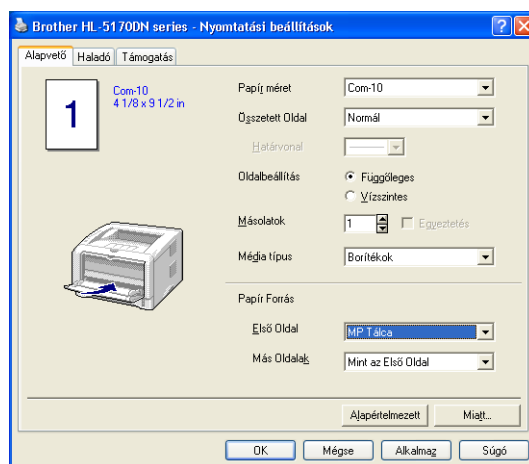 Brother HL-5170DN series - Nyomtatási beállítások
Alapvető Haladó Támogatás
1
Com-10
4 1/8 x 9 1/2 in
Papír méret Com-10
Összetett Oldal Normál
Határvonal
Oldalbeállítás Függőleges
Vízszintes
Másolatok 1 Egyeztetés
Média típus Borítékok
Papír Forrás
Első Oldal MP Tálca
Más Oldalak Mint az Első Oldal
Alapértelmezett Miatt...
OK Mégse Alkalmaz Súgó